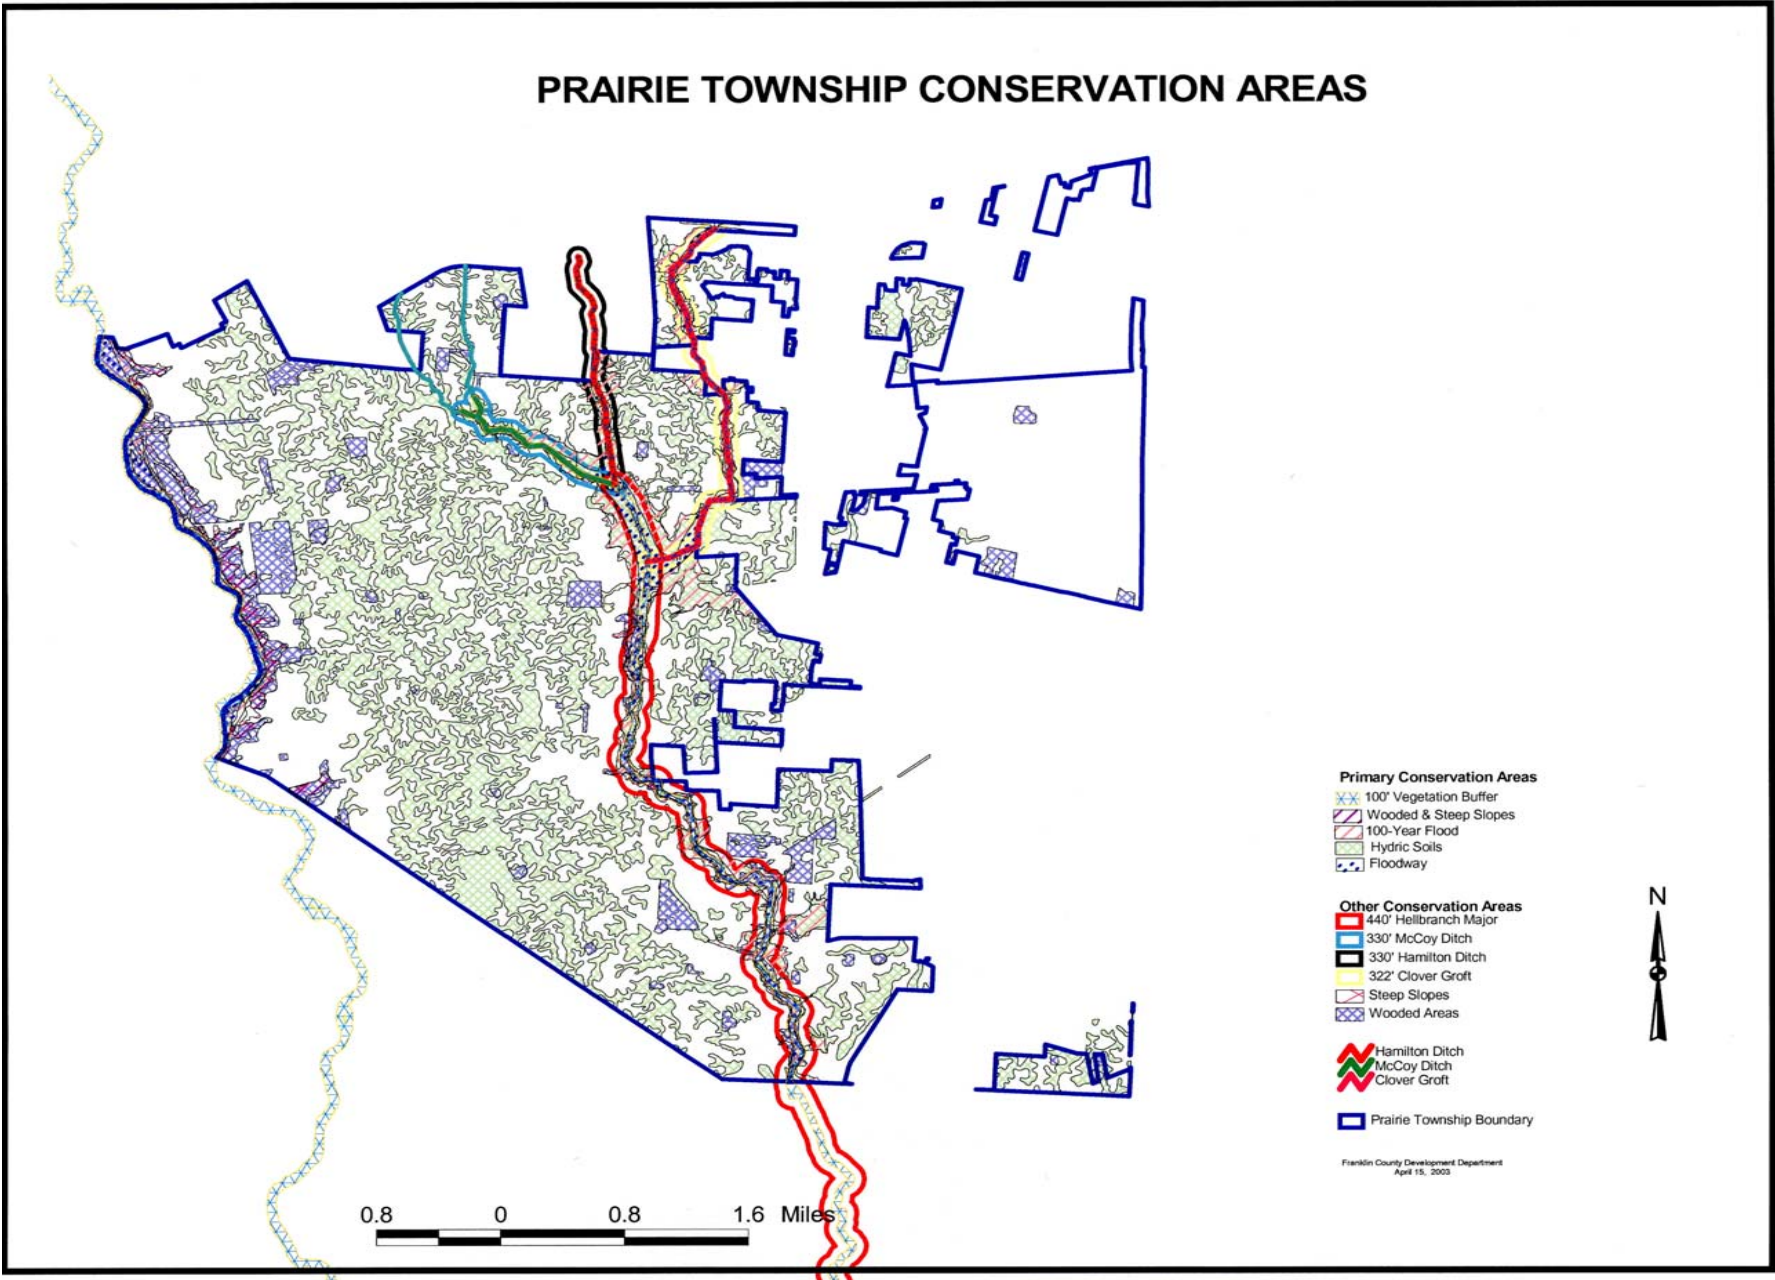 PRAIRIE TOWNSHIP CONSERVATION AREAS
Primary Conservation Areas
100' Vegetation Buffer
Wooded & Steep Slopes
100-Year Flood
Hydric Soils
Floodway
Other Conservation Areas
440' Hellbranch Major
330' McCoy Ditch
330' Hamilton Ditch
322' Clover Groft
Steep Slopes
Wooded Areas
Hamilton Ditch
McCoy Ditch
Clover Groft
Prairie Township Boundary
Franklin County Development Department
April 15, 2003
N
0.8 0 0.8 1.6 Miles